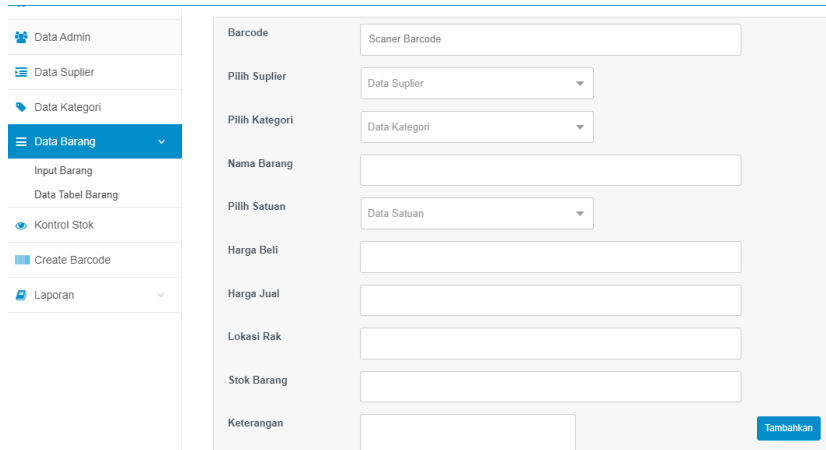 Data Admin
Data Suplier
Data Kategori
Data Barang
Input Barang
Data Tabel Barang
Kontrol Stok
Create Barcode
Laporan
Barcode
Scaner Barcode
Pilih Suplier
Data Suplier
Pilih Kategori
Data Kategori
Nama Barang
Pilih Satuan
Data Satuan
Harga Beli
Harga Jual
Lokasi Rak
Stok Barang
Keterangan
Tambahkan